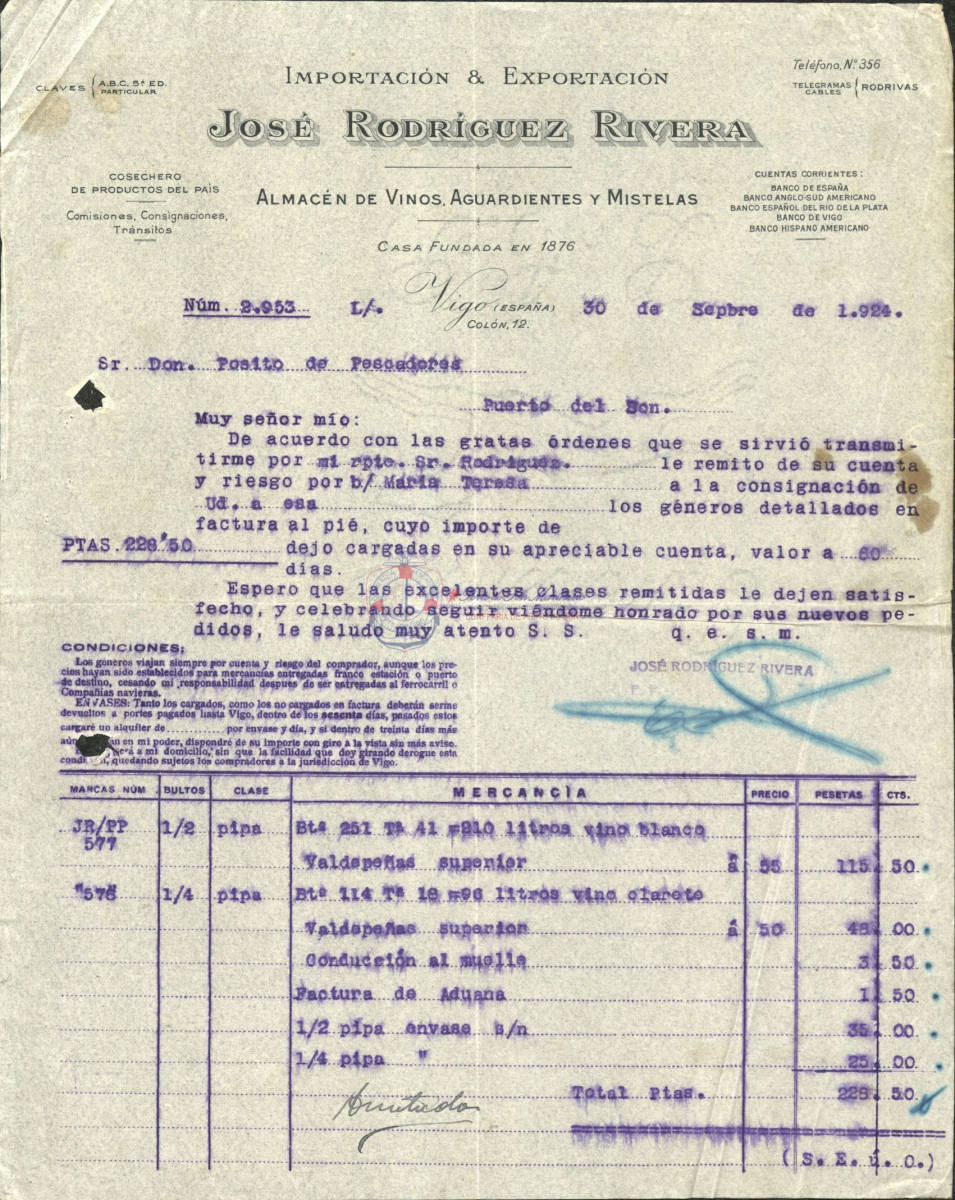 CLAVES { A.B.C. 5ª ED.
PARTICULAR
IMPORTACIÓN & EXPORTACIÓN
Teléfono, Nº 356
TELEGRAMAS
CABLES } RODRIVAS
JOSÉ RODRÍGUEZ RIVERA
COSECHERO
DE PRODUCTOS DEL PAÍS
Comisiones, Consignaciones,
Tránsitos
ALMACÉN DE VINOS, AGUARDIENTES Y MISTELAS
CASA FUNDADA EN 1876
CUENTAS CORRIENTES:
BANCO DE ESPAÑA
BANCO ANGLO-SUD AMERICANO
BANCO ESPAÑOL DEL RIO DE LA PLATA
BANCO DE VIGO
BANCO HISPANO AMERICANO
Núm. 2.953 L/. Vigo (ESPAÑA) 30 de Sepbre de 1.924.
COLÓN, 12.
Sr. Don. Posito de Pescadores
Puerto del Son.
Muy señor mío:
De acuerdo con las gratas órdenes que se sirvió transmi-
tirme por mi rpte. Sr. Rodriguez. le remito de su cuenta
y riesgo por b/ Maria Teresa a la consignación de
Ud. a esa los géneros detallados en
factura al pié, cuyo importe de
PTAS. 228'50 dejo cargadas en su apreciable cuenta, valor a 60
días.
Espero que las excelentes clases remitidas le dejen satis-
fecho, y celebrando seguir viéndome honrado por sus nuevos pe-
didos, le saludo muy atento S. S. q. e. s. m.
CONDICIONES:
Los géneros viajan siempre por cuenta y riesgo del comprador, aunque los pre-
cios hayan sido establecidos para mercancías entregadas franco estación o puerto
de destino, cesando mi responsabilidad despues de ser entregadas al ferrocarril o
Compañías navieras.
ENVASES: Tanto los cargados, como los no cargados en factura deberán serme
devueltos a portes pagados hasta Vigo, dentro de los sesenta días, pasados estos
cargaré un alquiler de por envase y día, y si dentro de treinta días más
aún en mi poder, dispondré de su importe con giro a la vista sin más aviso.
a mi domicilio, sin que la facilidad que doy girando derogue esta
quedando sujetos los compradores a la jurisdicción de Vigo.
JOSÉ RODRÍGUEZ RIVERA
P. P.
MARCAS NÚM BULTOS CLASE MERCANCÍA PRECIO PESETAS CTS.
JR/PP 1/2 pipa Btª 251 Tª 41 =210 litros vino blanco
577
Valdepeñas superior á 55 115 50.
"578" 1/4 pipa Btª 114 Tª 18 =96 litros vino clarete
Valdepeñas superior á 50 48 00.
Conducción al muelle 3 50.
Factura de Aduana 1 50.
1/2 pipa envase s/n 35 00.
1/4 pipa " 25 00.
Total Ptas. 228 50.
(S. E. ú. O.)